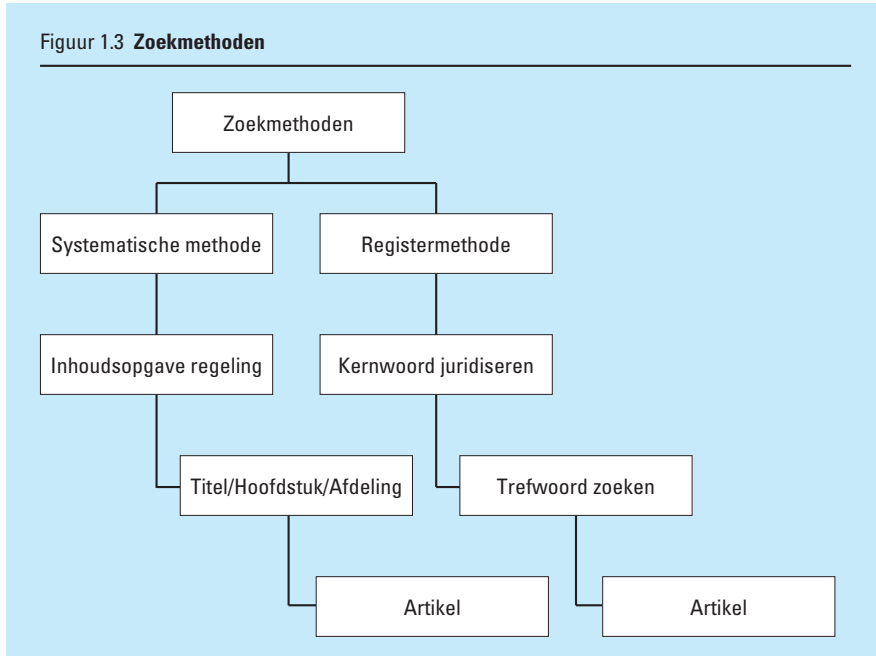 Figuur 1.3 Zoekmethoden
Zoekmethoden
Systematische methode
Registermethode
Inhoudsopgave regeling
Kernwoord juridiseren
Titel/Hoofdstuk/Afdeling
Trefwoord zoeken
Artikel
Artikel